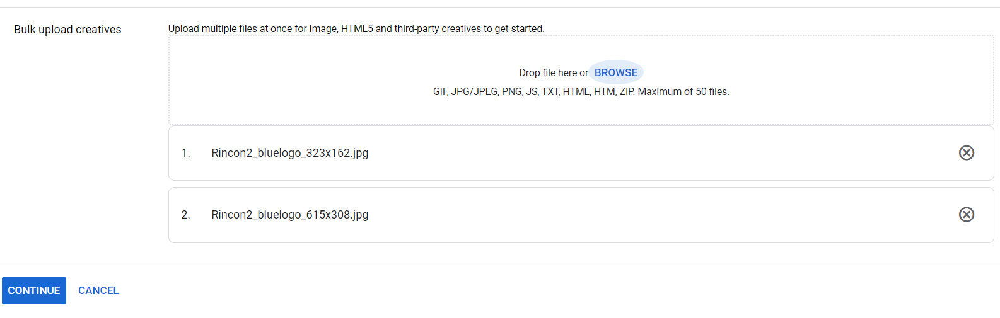 Bulk upload creatives
Upload multiple files at once for Image, HTML5 and third-party creatives to get started.
Drop file here or BROWSE
GIF, JPG/JPEG, PNG, JS, TXT, HTML, HTM, ZIP. Maximum of 50 files.
1. Rincon2_bluelogo_323x162.jpg
2. Rincon2_bluelogo_615x308.jpg
CONTINUE CANCEL